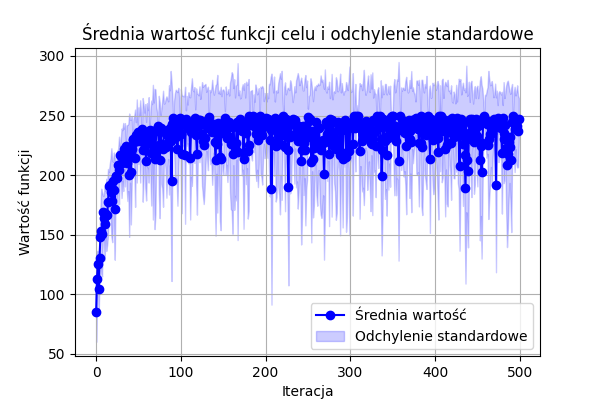 Średnia wartość funkcji celu i odchylenie standardowe
Wartość funkcji
300
250
200
150
100
50
0
100
200
300
400
500
Iteracja
Średnia wartość
Odchylenie standardowe